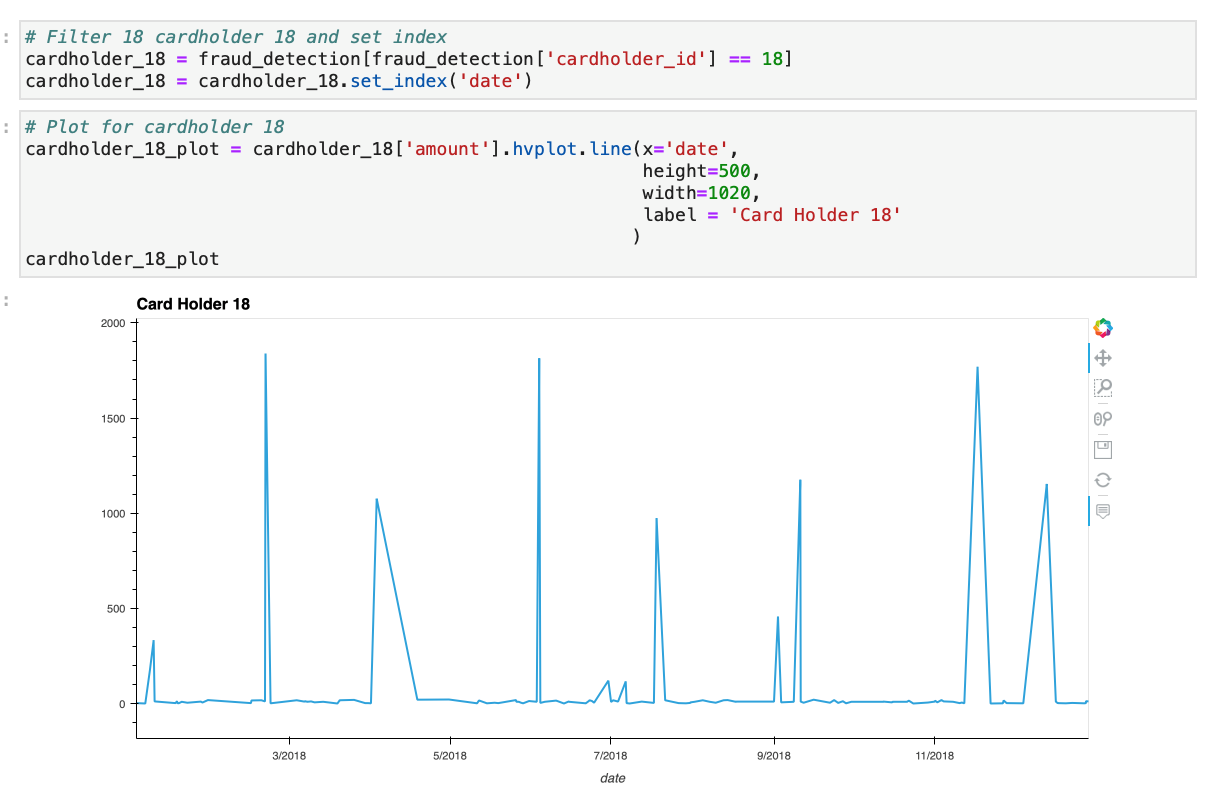 :
# Filter 18 cardholder 18 and set index
cardholder_18 = fraud_detection[fraud_detection['cardholder_id'] == 18]
cardholder_18 = cardholder_18.set_index('date')
:
# Plot for cardholder 18
cardholder_18_plot = cardholder_18['amount'].hvplot.line(x='date',
height=500,
width=1020,
label = 'Card Holder 18'
)
cardholder_18_plot
:
Card Holder 18
2000
1500
1000
500
0
3/2018 5/2018 7/2018 9/2018 11/2018
date